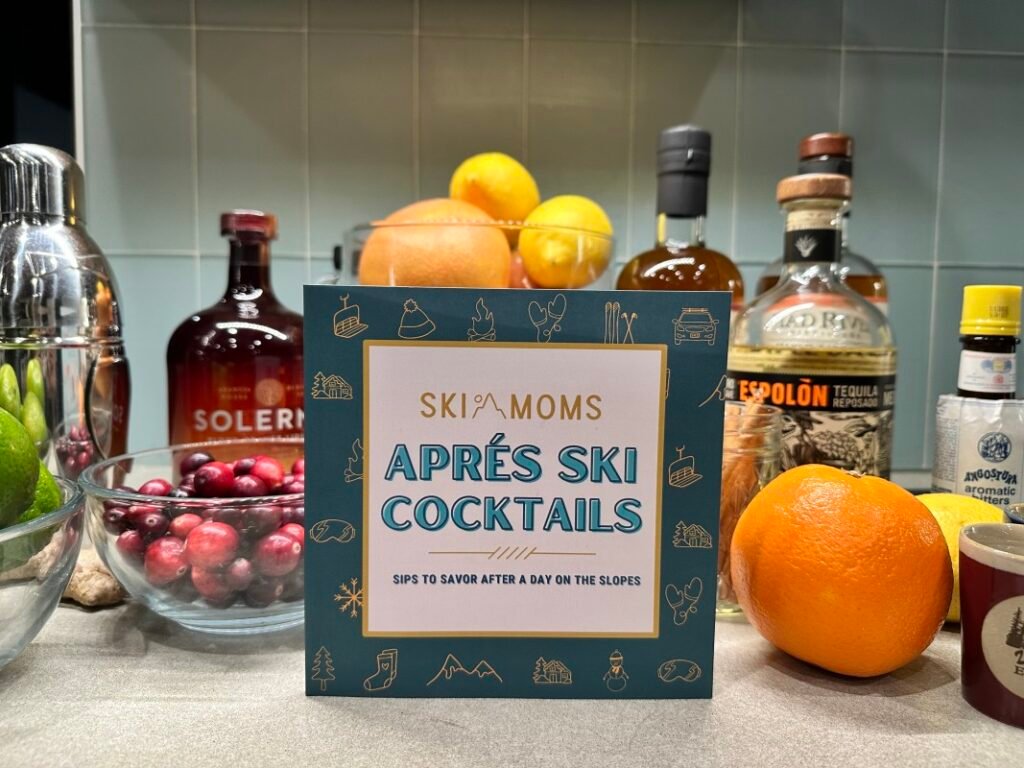 SKI MOMS
APRÉS SKI
COCKTAILS
SIPS TO SAVOR AFTER A DAY ON THE SLOPES
SOLERN
ESPOLÒN TEQUILA
REPOSADO
ANGOSTURA
aromatic
bitters